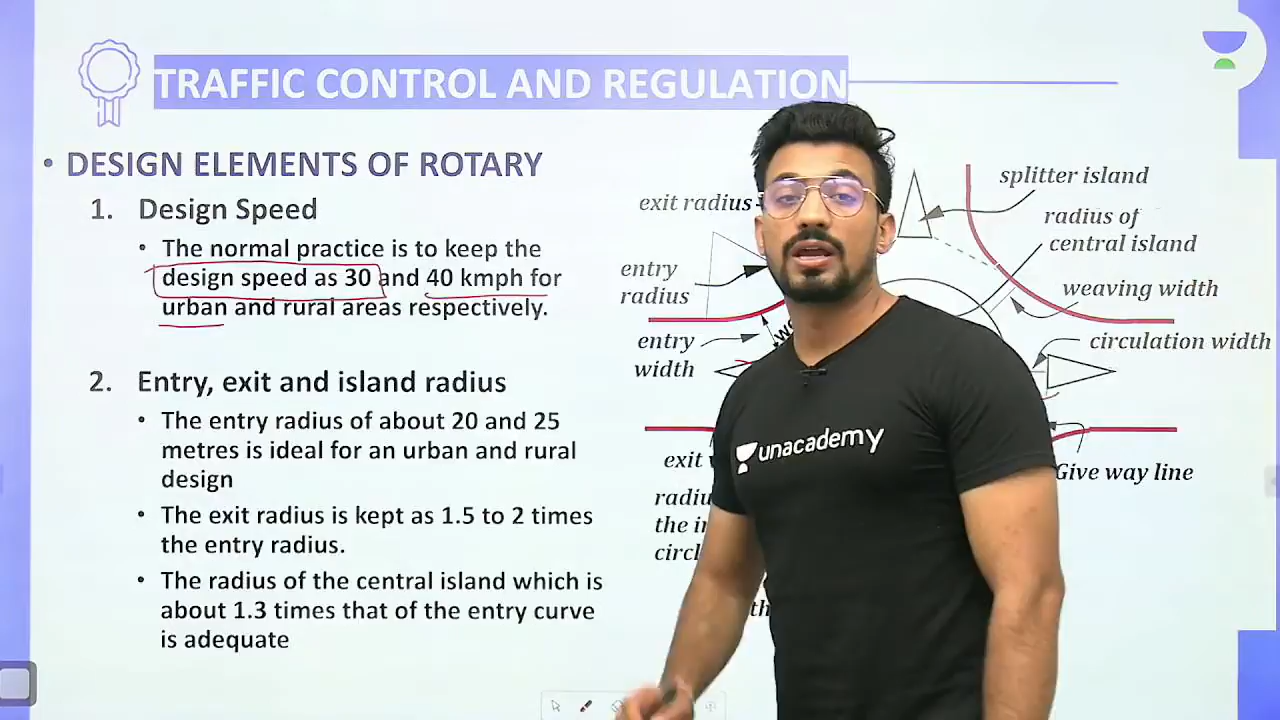 TRAFFIC CONTROL AND REGULATION
• DESIGN ELEMENTS OF ROTARY
1. Design Speed
• The normal practice is to keep the
design speed as 30 and 40 kmph for
urban and rural areas respectively.
2. Entry, exit and island radius
• The entry radius of about 20 and 25
metres is ideal for an urban and rural
design
• The exit radius is kept as 1.5 to 2 times
the entry radius.
• The radius of the central island which is
about 1.3 times that of the entry curve
is adequate
exit radius
entry
radius
entry
width
exit
the
splitter island
radius of
central island
weaving width
circulation width
Give way line
unacademy